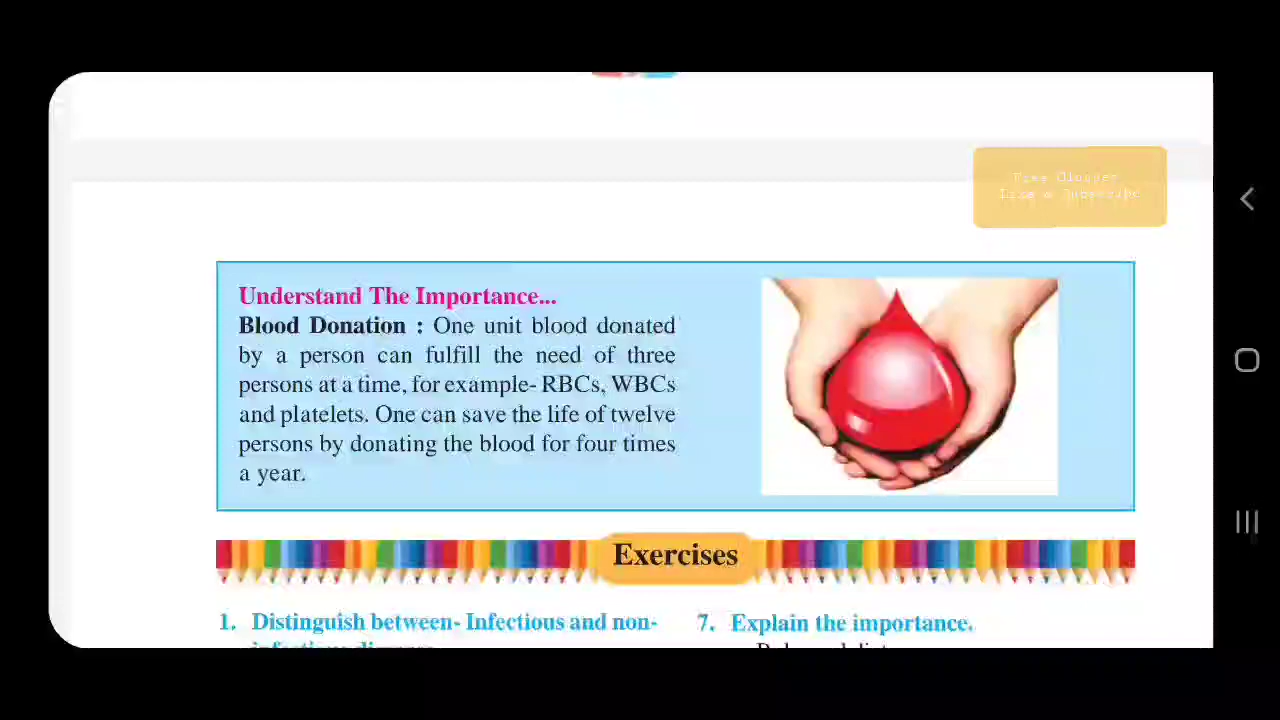 Understand The Importance...
Blood Donation : One unit blood donated
by a person can fulfill the need of three
persons at a time, for example- RBCs, WBCs
and platelets. One can save the life of twelve
persons by donating the blood for four times
a year.
Exercises
1. Distinguish between- Infectious and non-
7. Explain the importance.